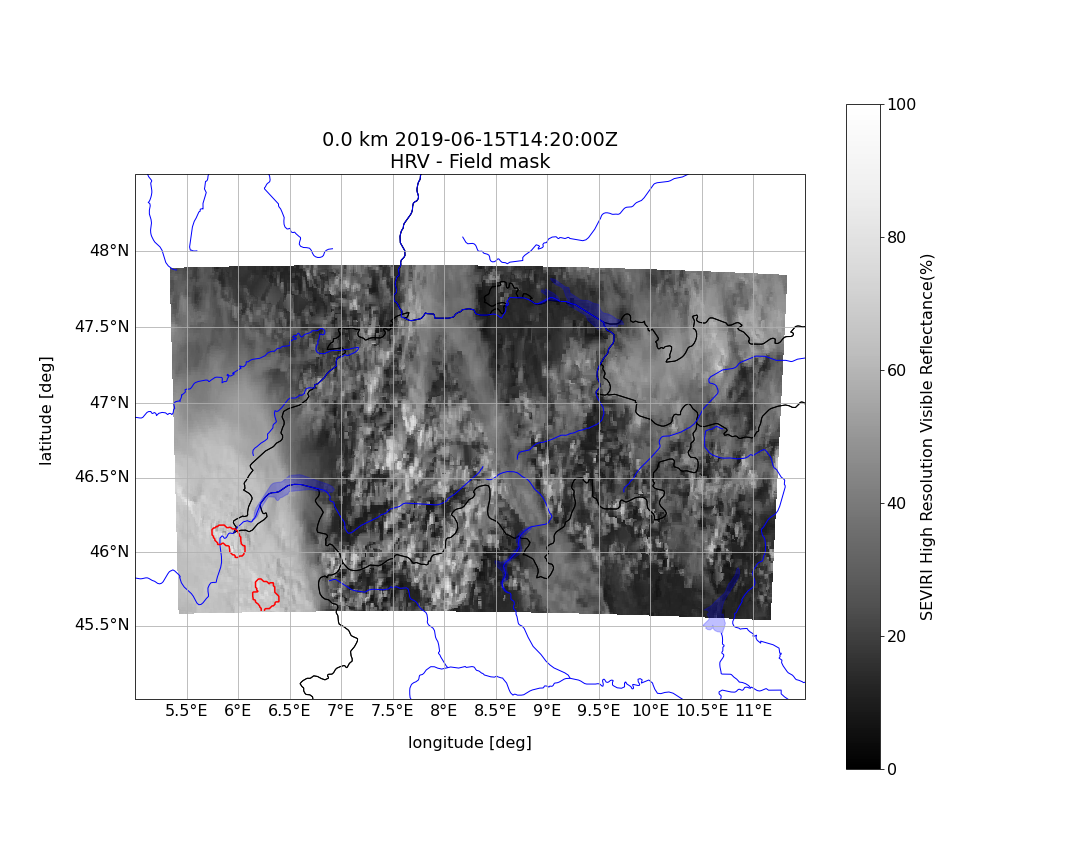 0.0 km 2019-06-15T14:20:00Z
HRV - Field mask
48°N
47.5°N
47°N
46.5°N
46°N
45.5°N
latitude [deg]
5.5°E 6°E 6.5°E 7°E 7.5°E 8°E 8.5°E 9°E 9.5°E 10°E 10.5°E 11°E
longitude [deg]
100
80
60
40
20
0
SEVIRI High Resolution Visible Reflectance(%)